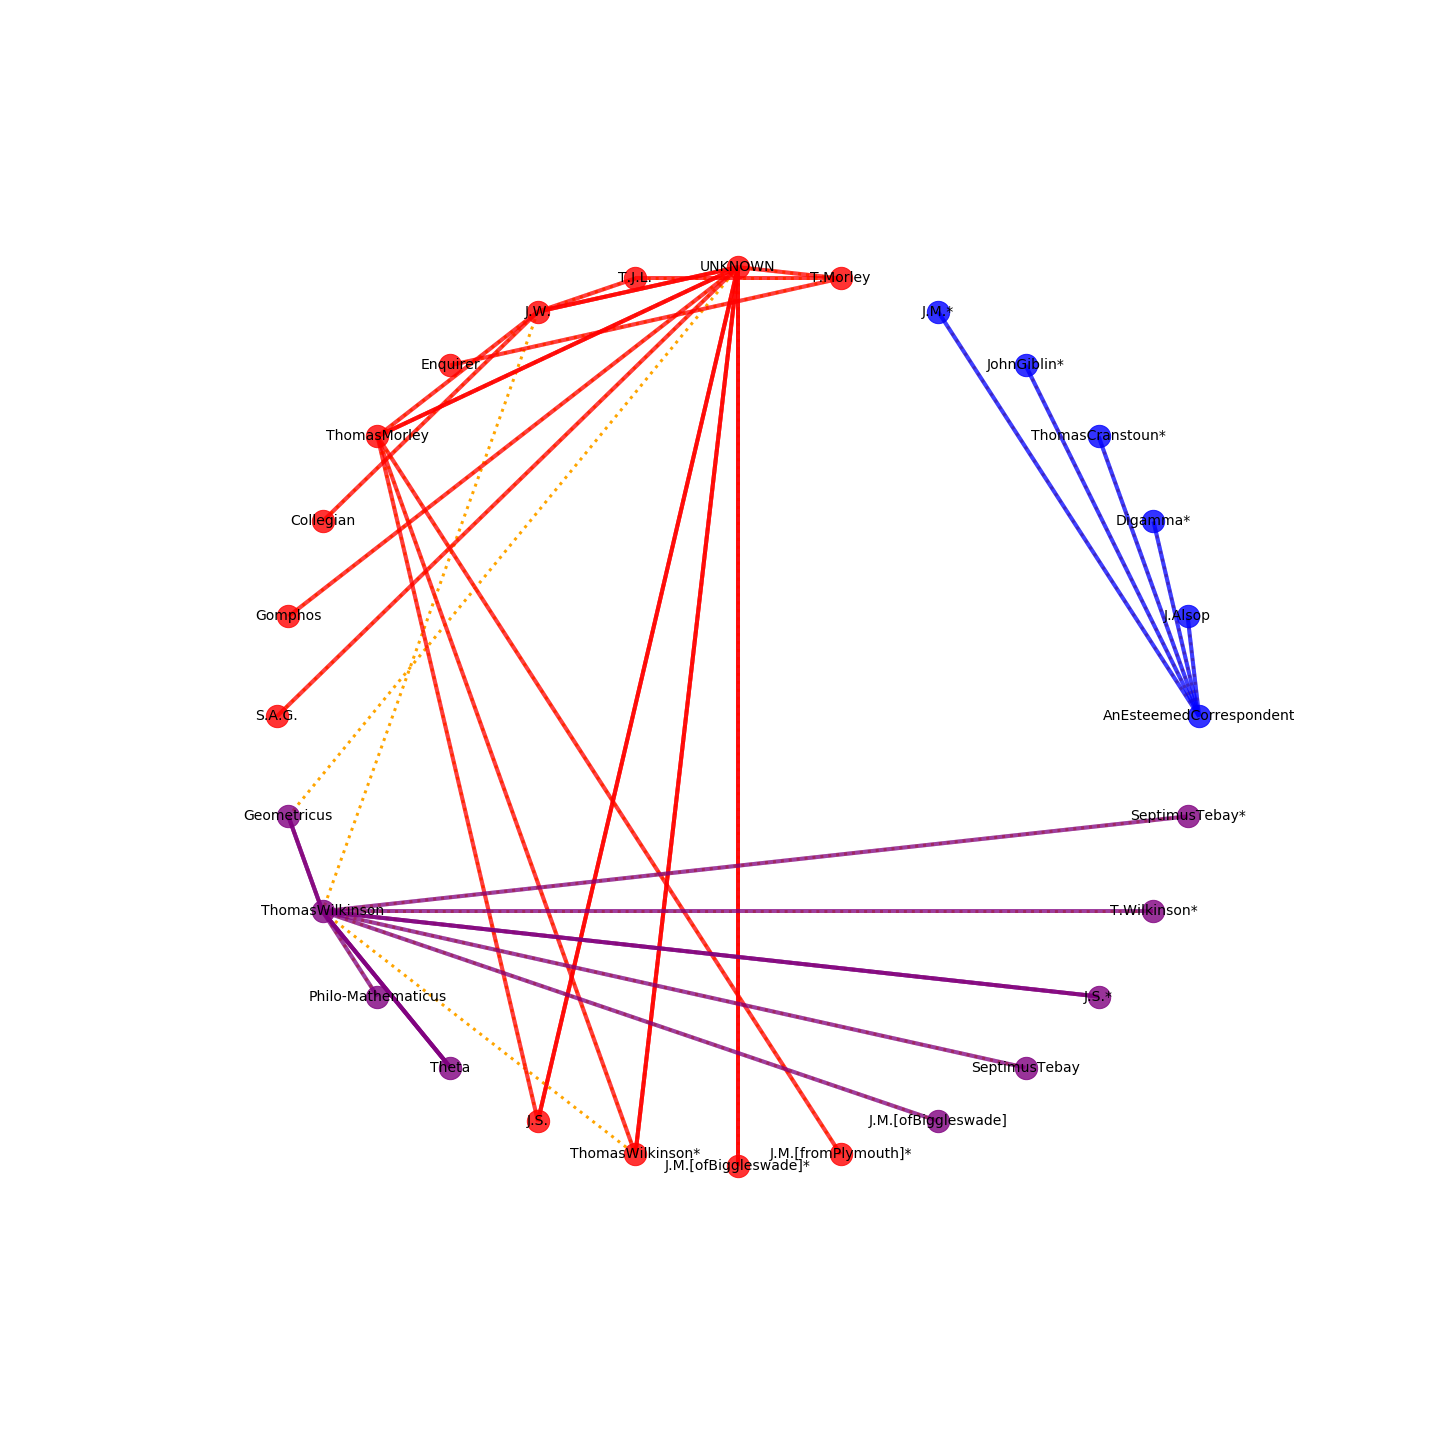 UNKNOWN
T.J.L.
T.Morley
J.W.
J.M.*
Enquirer
JohnGiblin*
ThomasMorley
ThomasCranstoun*
Collegian
Digamma*
Gomphos
J.Alsop
S.A.G.
AnEsteemedCorrespondent
Geometricus
SeptimusTebay*
ThomasWilkinson
T.Wilkinson*
Philo-Mathematicus
J.S.*
Theta
SeptimusTebay
J.S.
J.M.[ofBiggleswade]
ThomasWilkinson*
J.M.[fromPlymouth]*
J.M.[ofBiggleswade]*